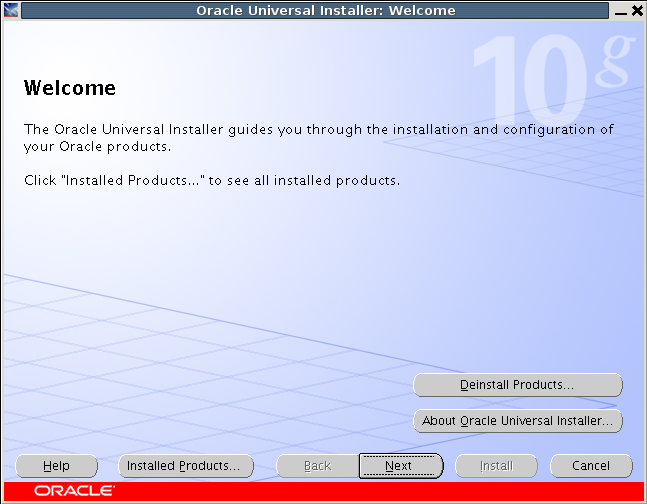 Oracle Universal Installer: Welcome
10g
Welcome
The Oracle Universal Installer guides you through the installation and configuration of
your Oracle products.
Click "Installed Products..." to see all installed products.
Deinstall Products...
About Oracle Universal Installer...
Help
Installed Products...
Back
Next
Install
Cancel
ORACLE